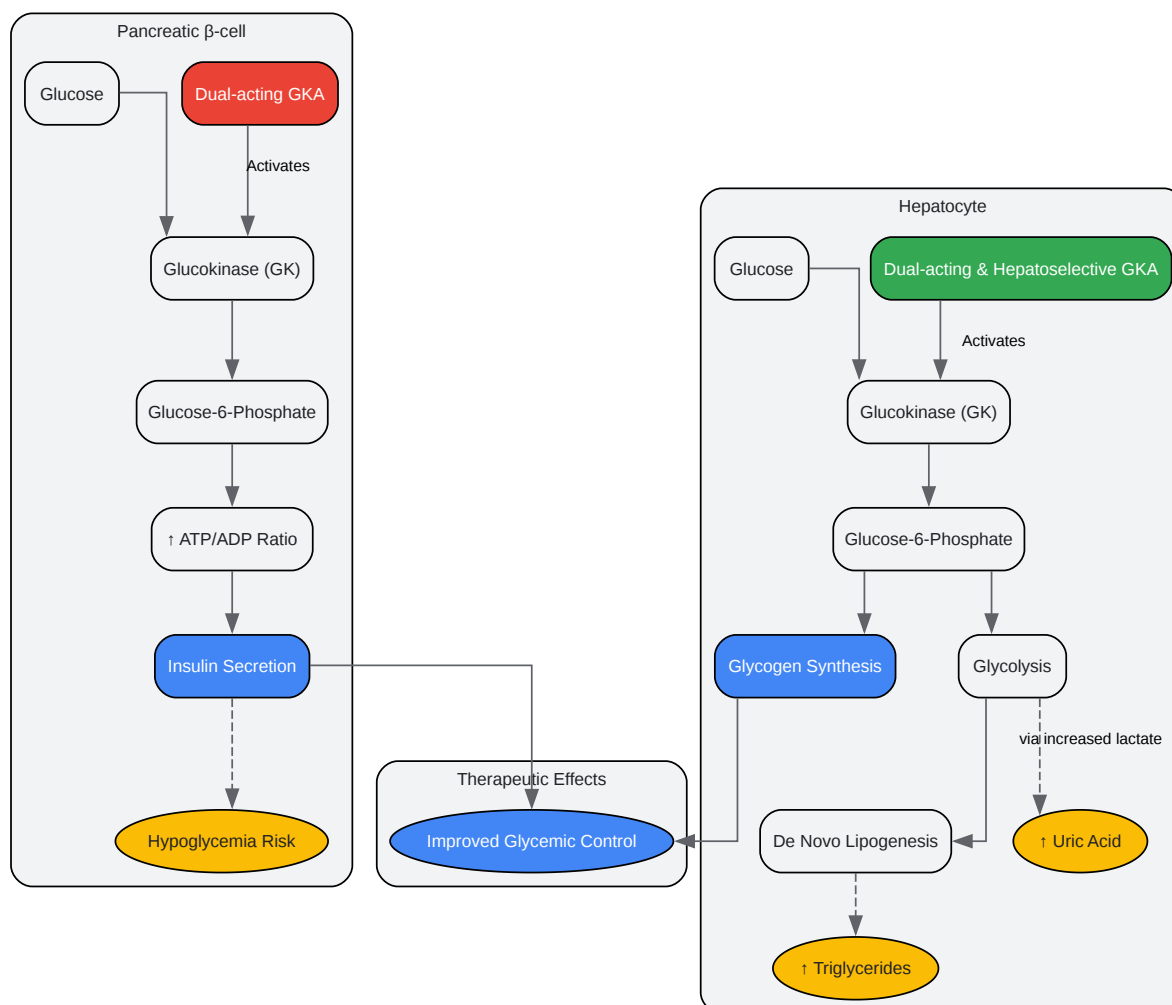 Pancreatic β-cell
Glucose
Dual-acting GKA
Activates
Glucokinase (GK)
Glucose-6-Phosphate
↑ ATP/ADP Ratio
Insulin Secretion
Hypoglycemia Risk
Therapeutic Effects
Improved Glycemic Control
Hepatocyte
Glucose
Dual-acting & Hepatoselective GKA
Activates
Glucokinase (GK)
Glucose-6-Phosphate
Glycogen Synthesis
Glycolysis
via increased lactate
De Novo Lipogenesis
↑ Uric Acid
↑ Triglycerides